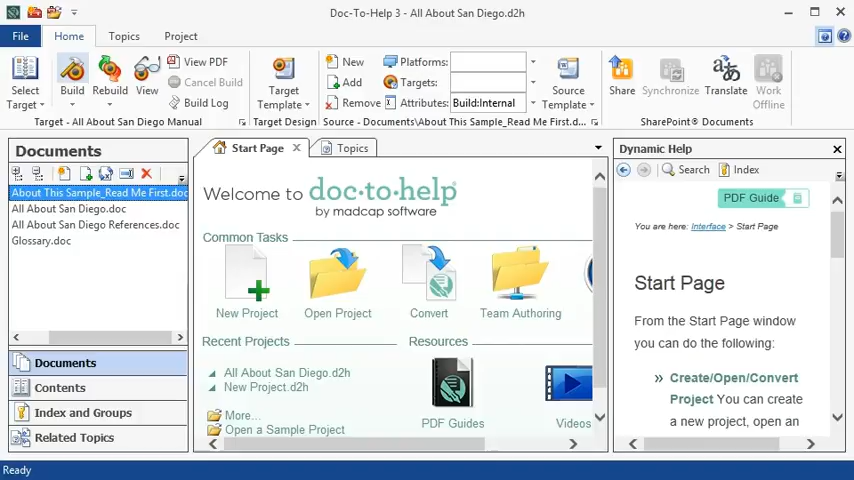 Doc-To-Help 3 - All About San Diego.d2h
File
Home
Topics
Project
Select Target
Build
Rebuild
View
View PDF
Cancel Build
Build Log
Target - All About San Diego Manual
Target Template
Target Design
New
Add
Remove
Platforms:
Targets:
Attributes:
Build:Internal
Source Template
Source - Documents\About This Sample_Read Me First.d...
Share
Synchronize
Translate
Work Offline
SharePoint® Documents
Documents
About This Sample_Read Me First.doc
All About San Diego.doc
All About San Diego References.doc
Glossary.doc
Documents
Contents
Index and Groups
Related Topics
Start Page
Topics
Welcome to doc·to·help
by madcap software
Common Tasks
New Project
Open Project
Convert
Team Authoring
Recent Projects
All About San Diego.d2h
New Project.d2h
More...
Open a Sample Project
Resources
PDF Guides
Videos
Dynamic Help
Search
Index
PDF Guide
You are here: Interface > Start Page
Start Page
From the Start Page window
you can do the following:
» Create/Open/Convert
Project You can create
a new project, open an
Ready